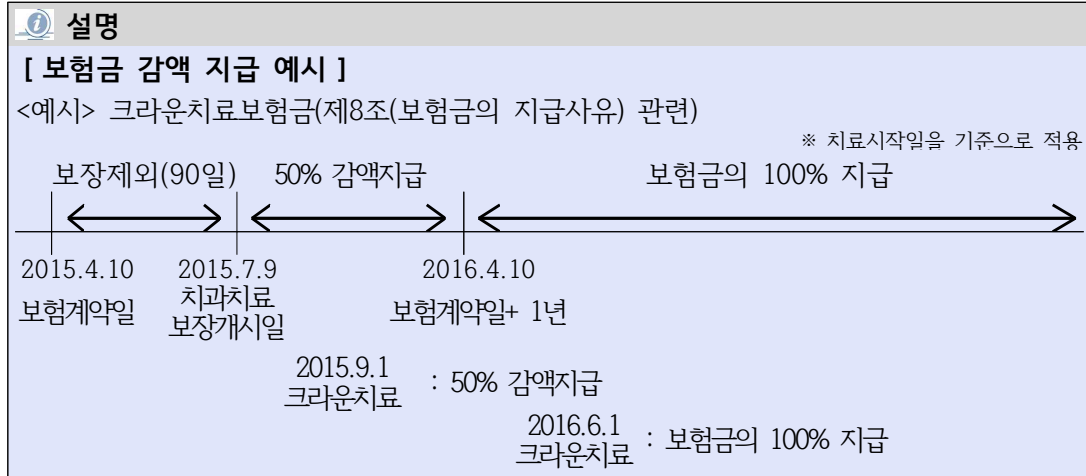 설명
[ 보험금 감액 지급 예시 ]
<예시> 크라운치료보험금(제8조(보험금의 지급사유) 관련)
※ 치료시작일을 기준으로 적용
보장제외(90일) 50% 감액지급 보험금의 100% 지급
2015.4.10 2015.7.9 2016.4.10
보험계약일 치과치료 보장개시일 보험계약일+ 1년
2015.9.1
크라운치료 : 50% 감액지급
2016.6.1
크라운치료 : 보험금의 100% 지급